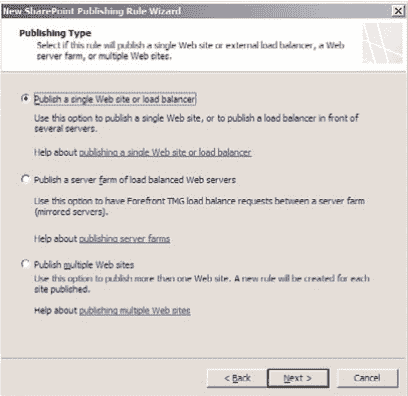 New SharePoint Publishing Rule Wizard
Publishing Type
Select if this rule will publish a single Web site or external load balancer, a Web
server farm, or multiple Web sites.
Publish a single Web site or load balancer
Use this option to publish a single Web site, or to publish a load balancer in front of
several servers.
Help about publishing a single Web site or load balancer
Publish a server farm of load balanced Web servers
Use this option to have Forefront TMG load balance requests between a server farm
(mirrored servers).
Help about publishing server farms
Publish multiple Web sites
Use this option to publish more than one Web site. A new rule will be created for each
site published.
Help about publishing multiple Web sites
< Back
Next >
Cancel